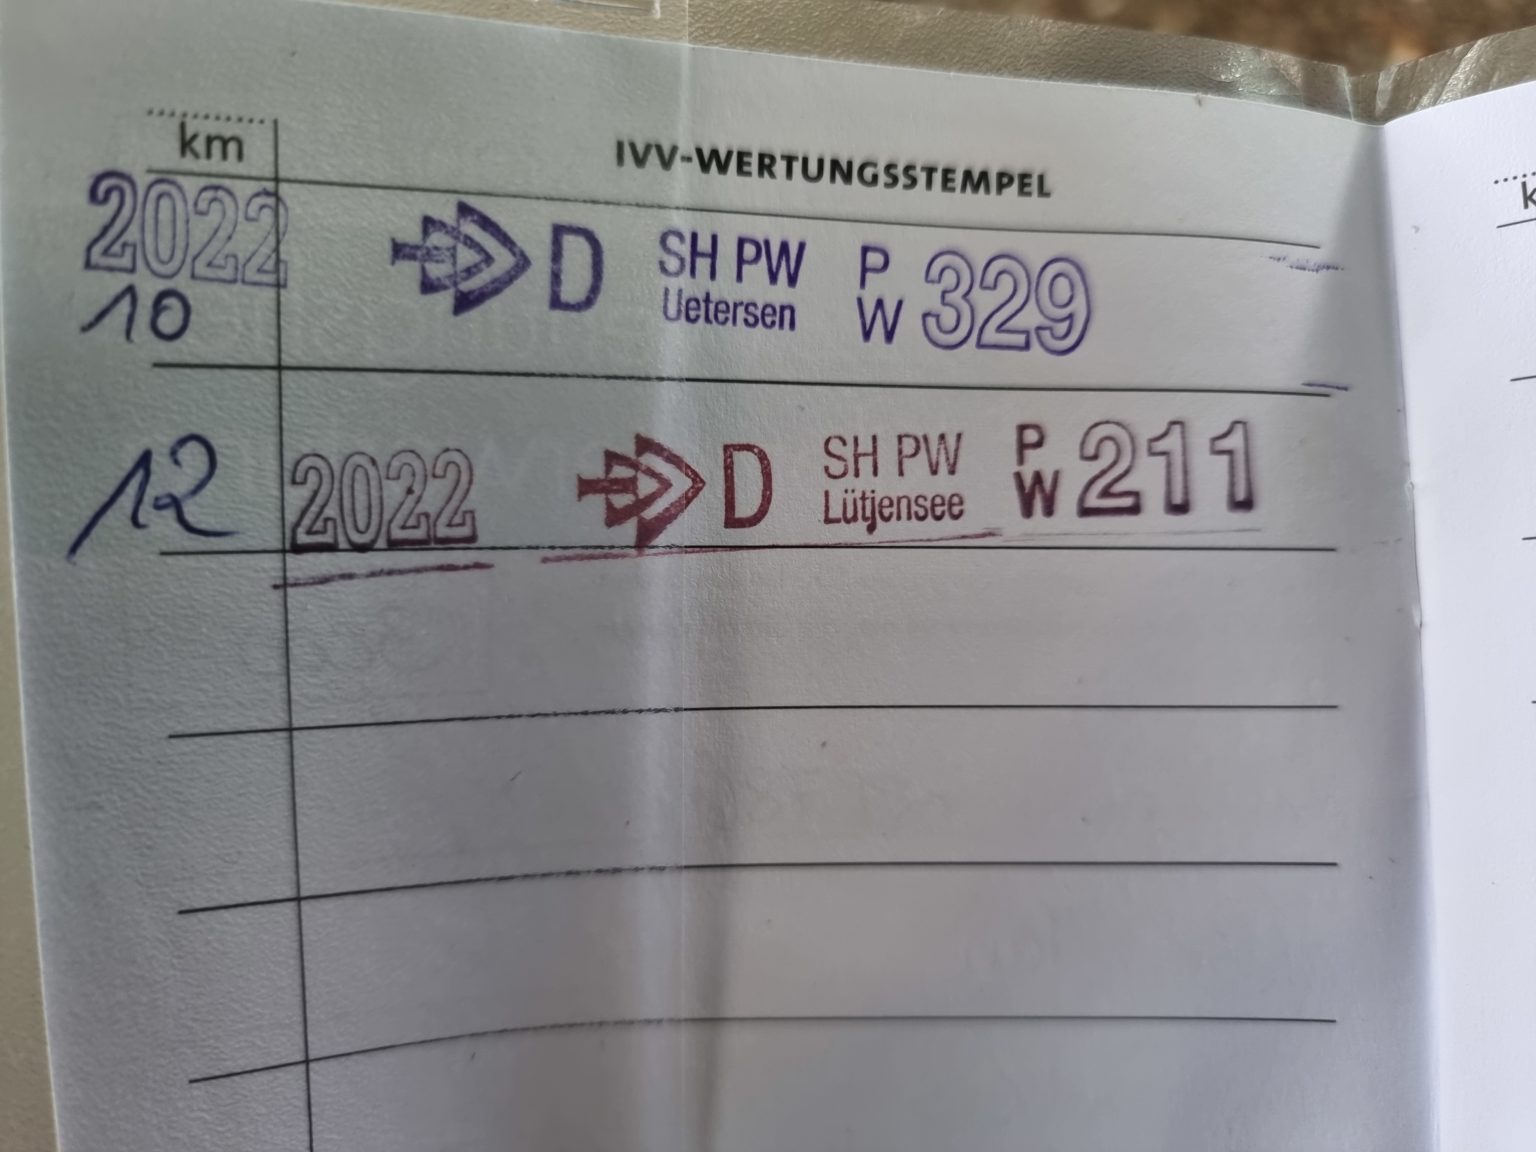 km
IVV-WERTUNGSSTEMPEL
2022 D SH PW P 329
10 Uetersen W
12 2022 D SH PW P 211
Lütjensee W